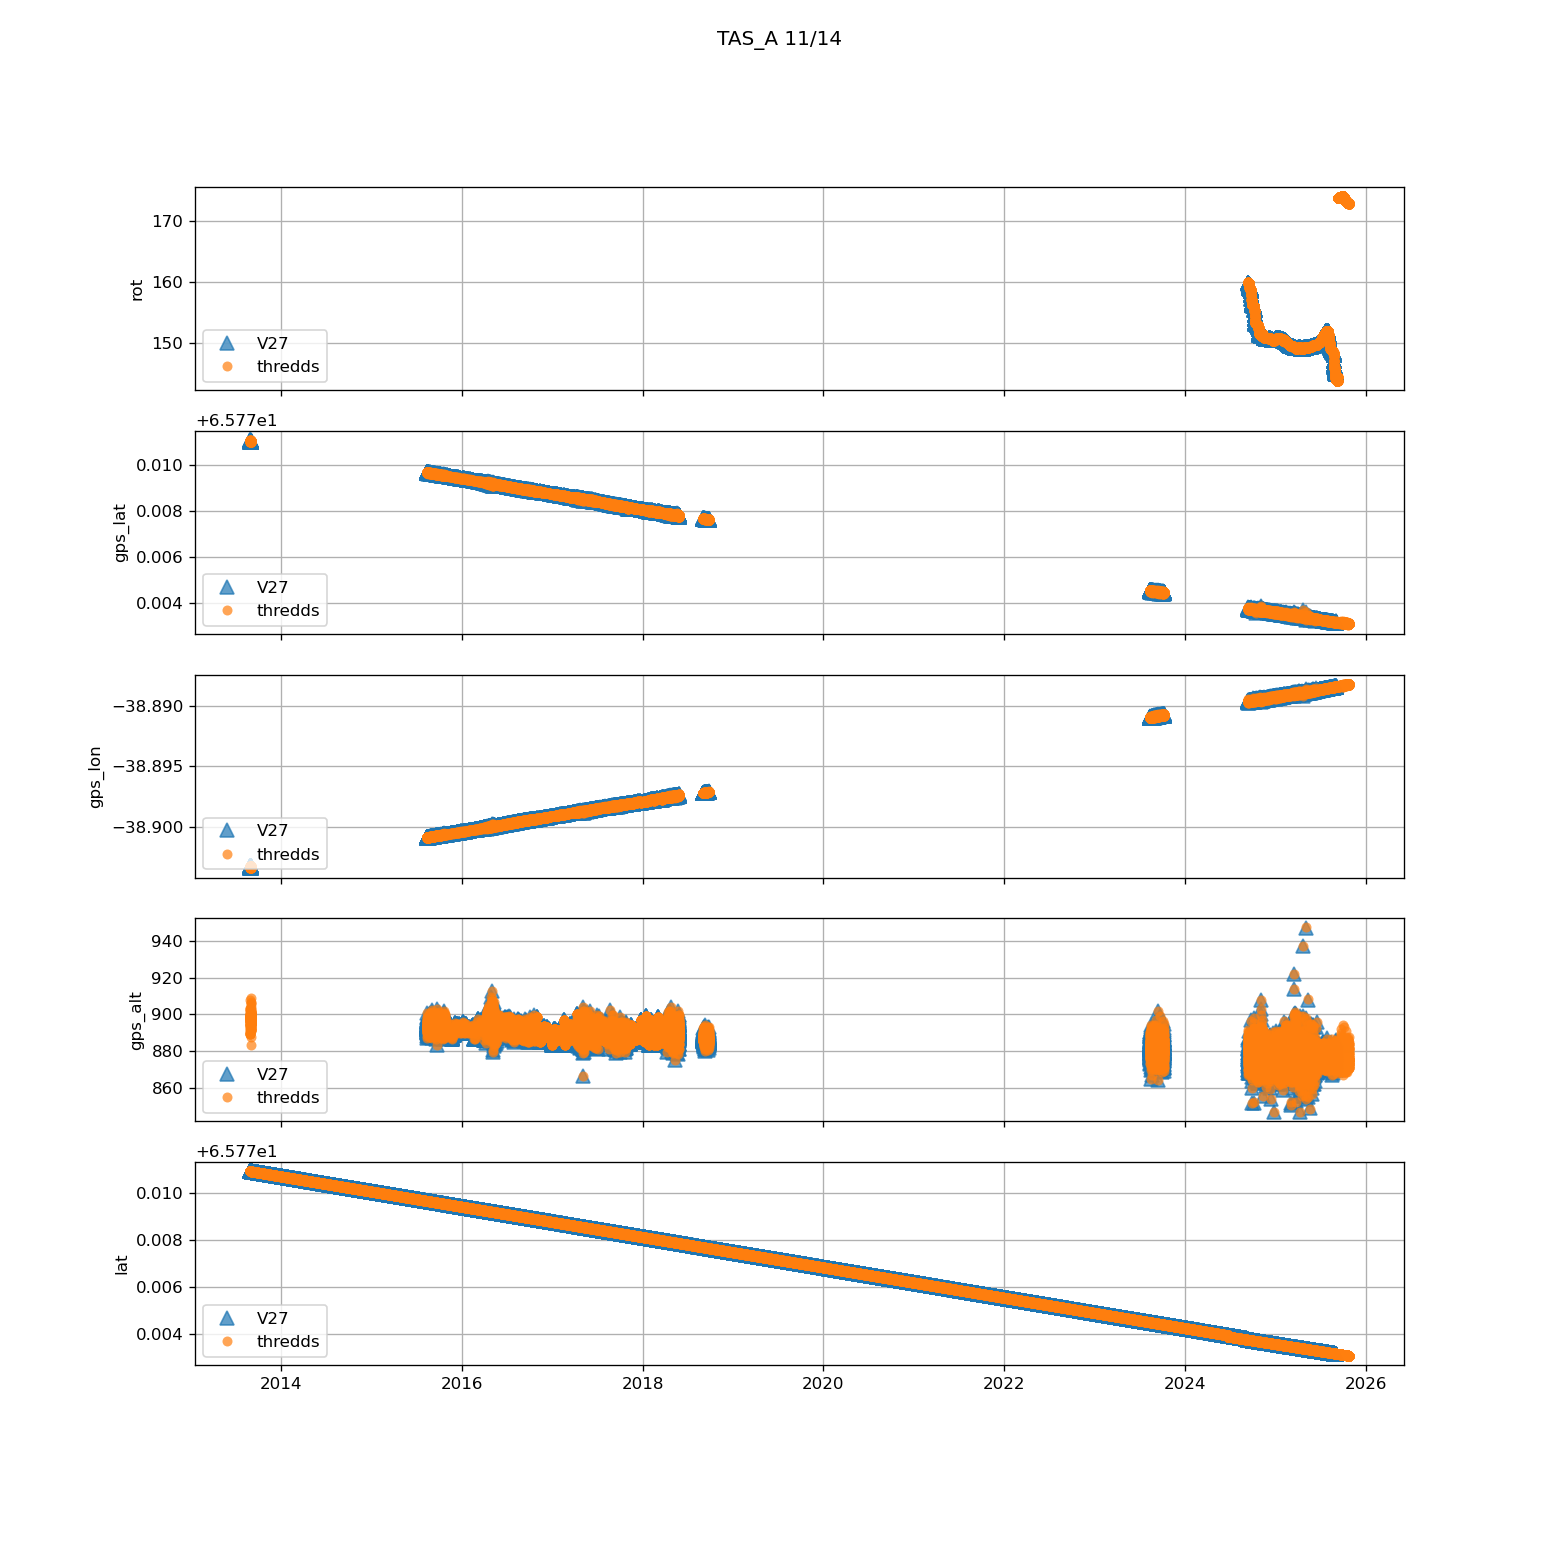 TAS_A 11/14
170
160
150
rot
V27
thredds
+6.577e1
0.010
0.008
0.006
0.004
gps_lat
V27
thredds
−38.890
−38.895
−38.900
gps_lon
V27
thredds
940
920
900
880
860
gps_alt
V27
thredds
+6.577e1
0.010
0.008
0.006
0.004
lat
V27
thredds
2014 2016 2018 2020 2022 2024 2026